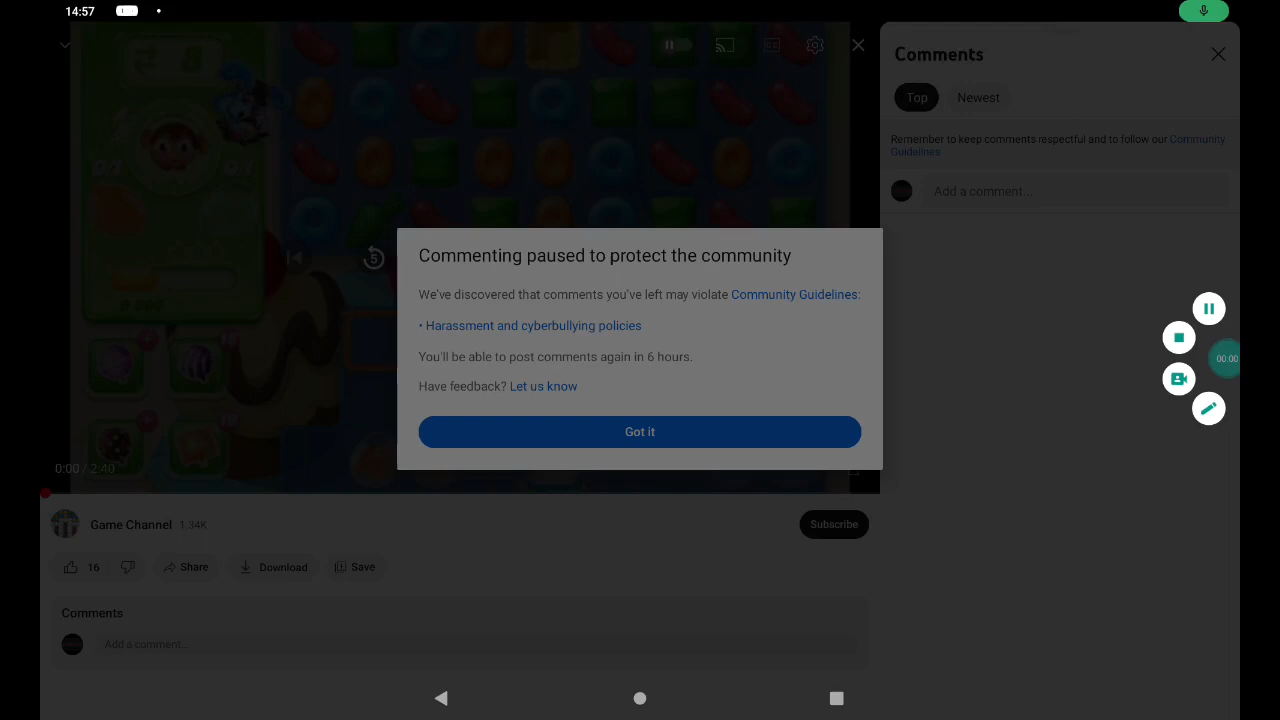 14:57
Comments
Top
Newest
Remember to keep comments respectful and to follow our Community
Guidelines
Add a comment...
5
Commenting paused to protect the community
We've discovered that comments you've left may violate Community Guidelines:
• Harassment and cyberbullying policies
You'll be able to post comments again in 6 hours.
Have feedback? Let us know
Got it
00:00
0:00 / 2:40
Game Channel 1.34K
Subscribe
16
Share
Download
Save
Comments
Add a comment...